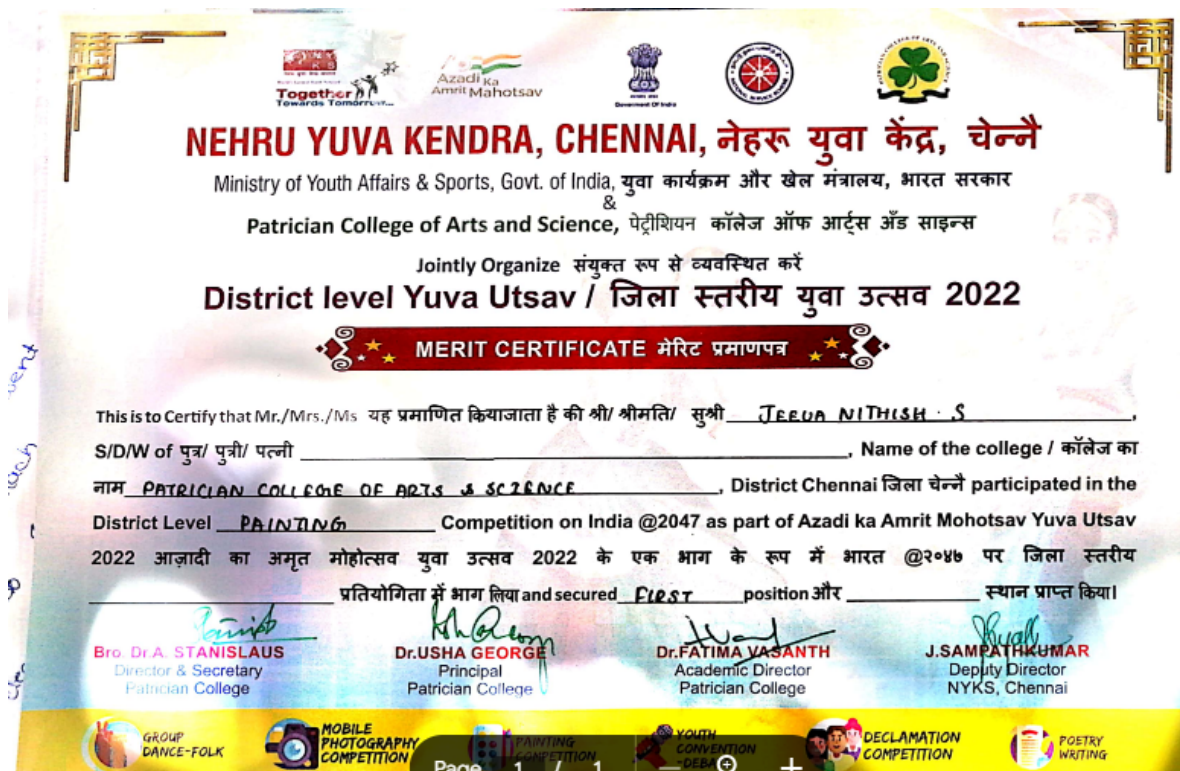 Together
Towards Tomorrow...
Azadi Ka
Amrit Mahotsav
Government Of India
NEHRU YUVA KENDRA, CHENNAI, नेहरू युवा केंद्र, चेन्नै
Ministry of Youth Affairs & Sports, Govt. of India, युवा कार्यक्रम और खेल मंत्रालय, भारत सरकार
&
Patrician College of Arts and Science, पेट्रीशियन कॉलेज ऑफ आर्ट्स अँड साइन्स
Jointly Organize संयुक्त रूप से व्यवस्थित करें
District level Yuva Utsav / जिला स्तरीय युवा उत्सव 2022
MERIT CERTIFICATE मेरिट प्रमाणपत्र
This is to Certify that Mr./Mrs./Ms यह प्रमाणित कियाजाता है की श्री/ श्रीमति/ सुश्री JEEVA NITHISH . S,
S/D/W of पुत्र/ पुत्री/ पत्नी , Name of the college / कॉलेज का
नाम PATRICIAN COLLEGE OF ARTS & SCIENCE, District Chennai जिला चेन्नै participated in the
District Level PAINTING Competition on India @2047 as part of Azadi ka Amrit Mohotsav Yuva Utsav
2022 आज़ादी का अमृत मोहोत्सव युवा उत्सव 2022 के एक भाग के रूप में भारत @२०४७ पर जिला स्तरीय
प्रतियोगिता में भाग लिया and secured FIRST position और स्थान प्राप्त किया।
Bro. Dr.A. STANISLAUS
Director & Secretary
Patrician College
Dr.USHA GEORGE
Principal
Patrician College
Dr.FATIMA VASANTH
Academic Director
Patrician College
J.SAMPATHKUMAR
Deputy Director
NYKS, Chennai
GROUP
DANCE-FOLK
MOBILE
PHOTOGRAPHY
COMPETITION
PAINTING
COMPETITION
YOUTH
CONVENTION
-DEBATE
DECLAMATION
COMPETITION
POETRY
WRITING
Page 1 / 1